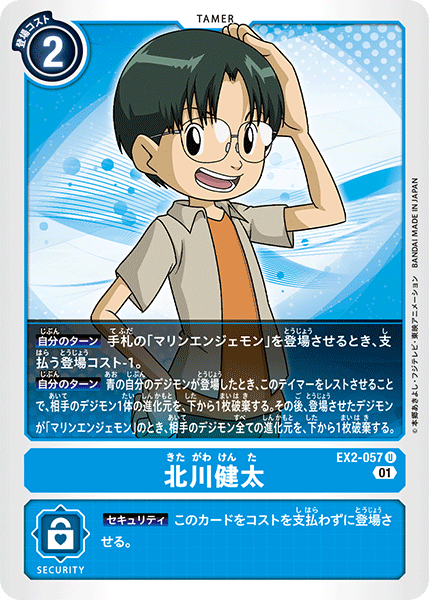 TAMER
登場コスト
2
自分のターン 手札の「マリンエンジェモン」を登場させるとき、支
払う登場コスト-1。
自分のターン 青の自分のデジモンが登場したとき、このテイマーをレストさせること
で、相手のデジモン1体の進化元を、下から1枚破棄する。その後、登場させたデジモン
が「マリンエンジェモン」のとき、相手のデジモン全ての進化元を、下から1枚破棄する。
©本郷あきよし・フジテレビ・東映アニメーション BANDAI MADE IN JAPAN
EX2-057 U
01
きたがわけんた
北川健太
セキュリティ このカードをコストを支払わずに登場さ
せる。
SECURITY